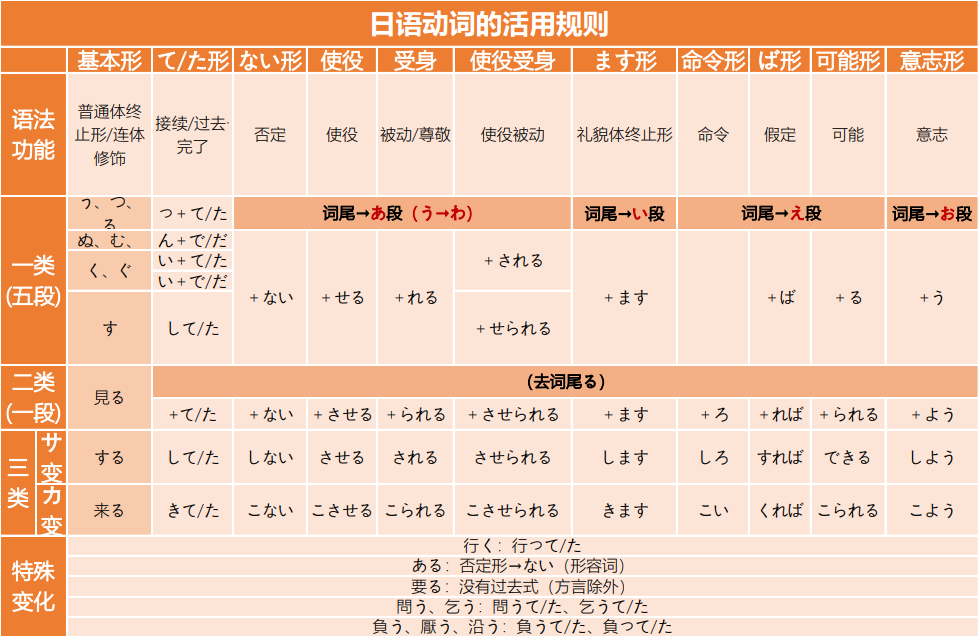 日语动词的活用规则
基本形 て/た形 ない形 使役 受身 使役受身 ます形 命令形 ば形 可能形 意志形
语法
功能
普通体终
止形/连体
修饰
接续/过去·
完了
否定 使役 被动/尊敬 使役被动 礼貌体终止形 命令 假定 可能 意志
一类
(五段)
う、つ、
る
っ+て/た
词尾→あ段（う→わ） 词尾→い段 词尾→え段 词尾→お段
ぬ、む、
ん+で/だ
く、ぐ
い+て/た
い+で/だ
す
して/た
+ない +せる +れる
+される
+せられる
+ます +ば +る +う
二类
(一段)
見る
(去词尾る)
+て/た +ない +させる +られる +させられる +ます +ろ +れば +られる +よう
三
类
サ
变
する して/た しない させる される させられる します しろ すれば できる しよう
カ
变
来る きて/た こない こさせる こられる こさせられる きます こい くれば こられる こよう
特殊
变化
行く：行って/た
ある：否定形→ない（形容词）
要る：没有过去式（方言除外）
問う、乞う：問うて/た、乞うて/た
負う、厭う、沿う：負うて/た、負って/た